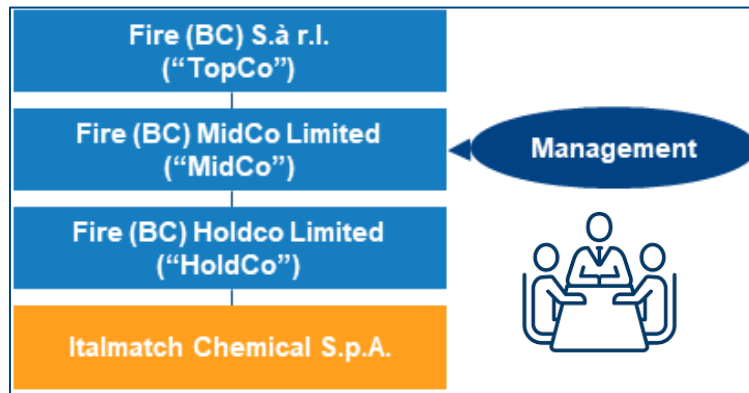 Fire (BC) S.à r.l.
(“TopCo”)
Fire (BC) MidCo Limited
(“MidCo”)
Management
Fire (BC) Holdco Limited
(“HoldCo”)
Italmatch Chemical S.p.A.